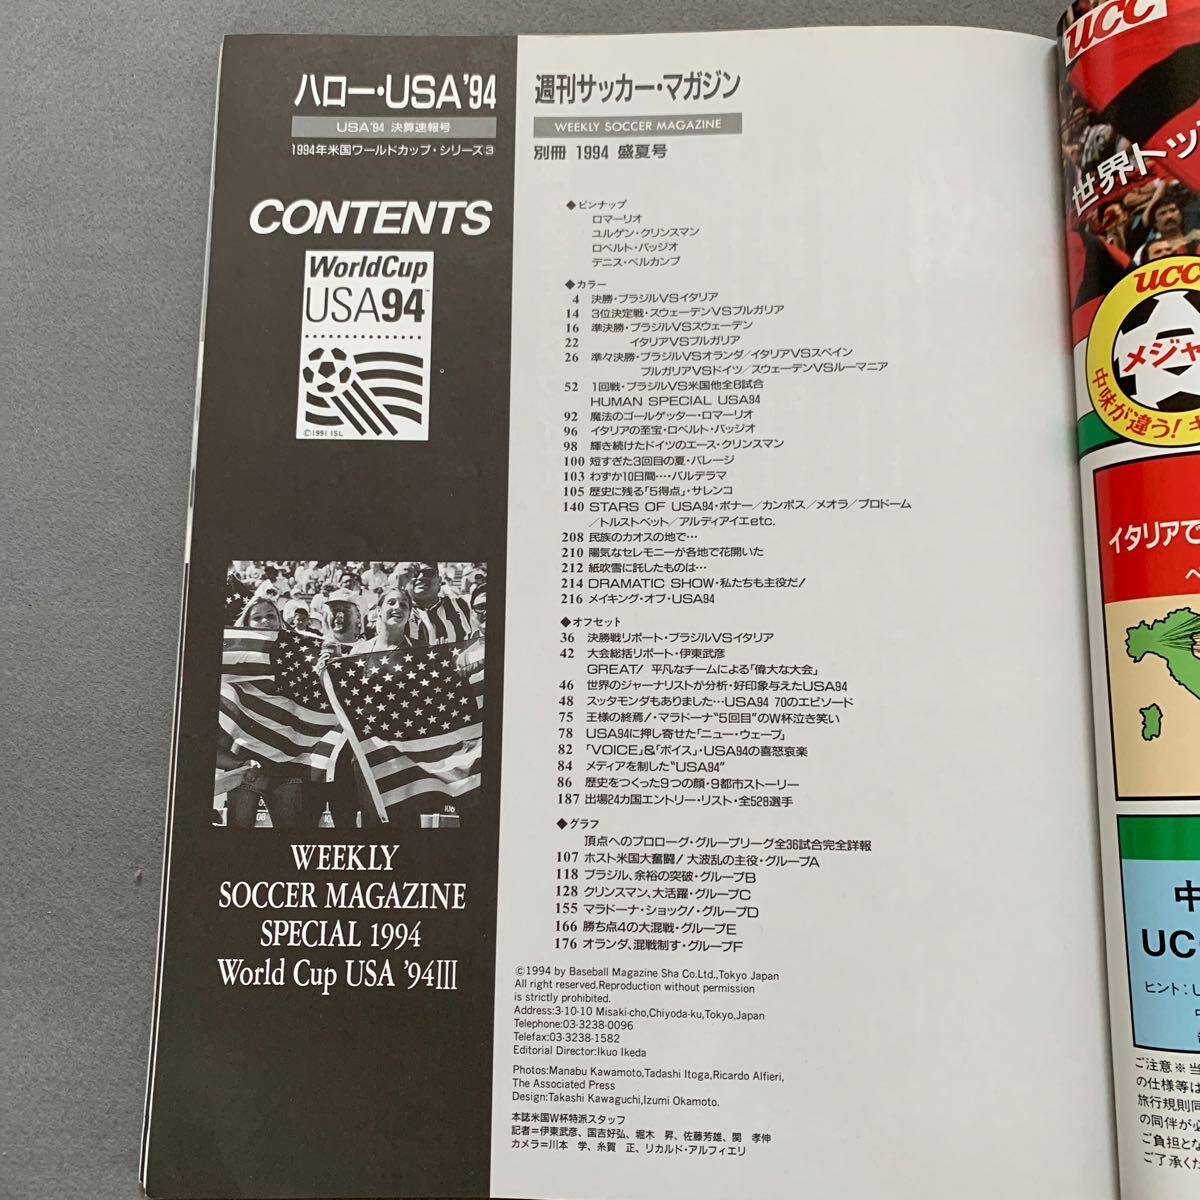 ハロー・USA'94
USA'94 決算速報号
1994年米国ワールドカップ・シリーズ3
CONTENTS
WorldCup
USA94
TM
©1991 ISL
WEEKLY
SOCCER MAGAZINE
SPECIAL 1994
World Cup USA '94III
週刊サッカー・マガジン
WEEKLY SOCCER MAGAZINE
別冊 1994 盛夏号
◆ピンナップ
ロマーリオ
ユルゲン・クリンスマン
ロベルト・バッジオ
デニス・ベルカンプ
◆カラー
4 決勝・ブラジルVSイタリア
14 3位決定戦・スウェーデンVSブルガリア
16 準決勝・ブラジルVSスウェーデン
22 イタリアVSブルガリア
26 準々決勝・ブラジルVSオランダ/イタリアVSスペイン
ブルガリアVSドイツ/スウェーデンVSルーマニア
52 1回戦・ブラジルVS米国他全8試合
HUMAN SPECIAL USA94
92 魔法のゴールゲッター・ロマーリオ
96 イタリアの至宝・ロベルト・バッジオ
98 輝き続けたドイツのエース・クリンスマン
100 短すぎた3回目の夏・バレージ
103 わずか10日間…・バルデラマ
105 歴史に残る「5得点」・サレンコ
140 STARS OF USA94・ボナー/カンポス/メオラ/ブロドーム
/トルストベット/アルディアイエetc.
208 民族のカオスの地で…
210 陽気なセレモニーが各地で花開いた
212 紙吹雪に託したものは…
214 DRAMATIC SHOW・私たちも主役だ!
216 メイキング・オブ・USA94
◆オフセット
36 決勝戦リポート・ブラジルVSイタリア
42 大会総括リポート・伊東武彦
GREAT! 平凡なチームによる「偉大な大会」
46 世界のジャーナリストが分析・好印象与えたUSA94
48 スッタモンダもありました…USA94 70のエピソード
75 王様の終焉!・マラドーナ“5回目”のW杯泣き笑い
78 USA94に押し寄せた「ニュー・ウェーブ」
82 「VOICE」&「ボイス」・USA94の喜怒哀楽
84 メディアを制した“USA94”
86 歴史をつくった9つの顔・9都市ストーリー
187 出場24カ国エントリー・リスト・全528選手
◆グラフ
頂点へのプロローグ・グループリーグ全36試合完全詳報
107 ホスト米国大奮闘! 大波乱の主役・グループA
118 ブラジル、余裕の突破・グループB
128 クリンスマン、大活躍・グループC
155 マラドーナ・ショック!・グループD
166 勝ち点4の大混戦・グループE
176 オランダ、混戦制す・グループF
©1994 by Baseball Magazine Sha Co.Ltd.,Tokyo Japan
All right reserved.Reproduction without permission
is strictly prohibited.
Address:3-10-10 Misaki-cho,Chiyoda-ku,Tokyo,Japan
Telephone:03-3238-0096
Telefax:03-3238-1582
Editorial Director:Ikuo Ikeda
Photos:Manabu Kawamoto,Tadashi Itoga,Ricardo Alfieri,
The Associated Press
Design:Takashi Kawaguchi,Izumi Okamoto.
本誌米国W杯特派スタッフ
記者=伊東武彦、国吉好弘、堀木 昇、佐藤芳雄、関 孝伸
カメラ=川本 学、糸賀 正、リカルド・アルフィエリ
UCC
世界トッ
UCC
メジャ
中味が違う!
イタリアで
UC
ヒント:U
ご注意※当
の仕様等は
旅行規則同
の同伴が必
ご負担とな
ご了承くだ